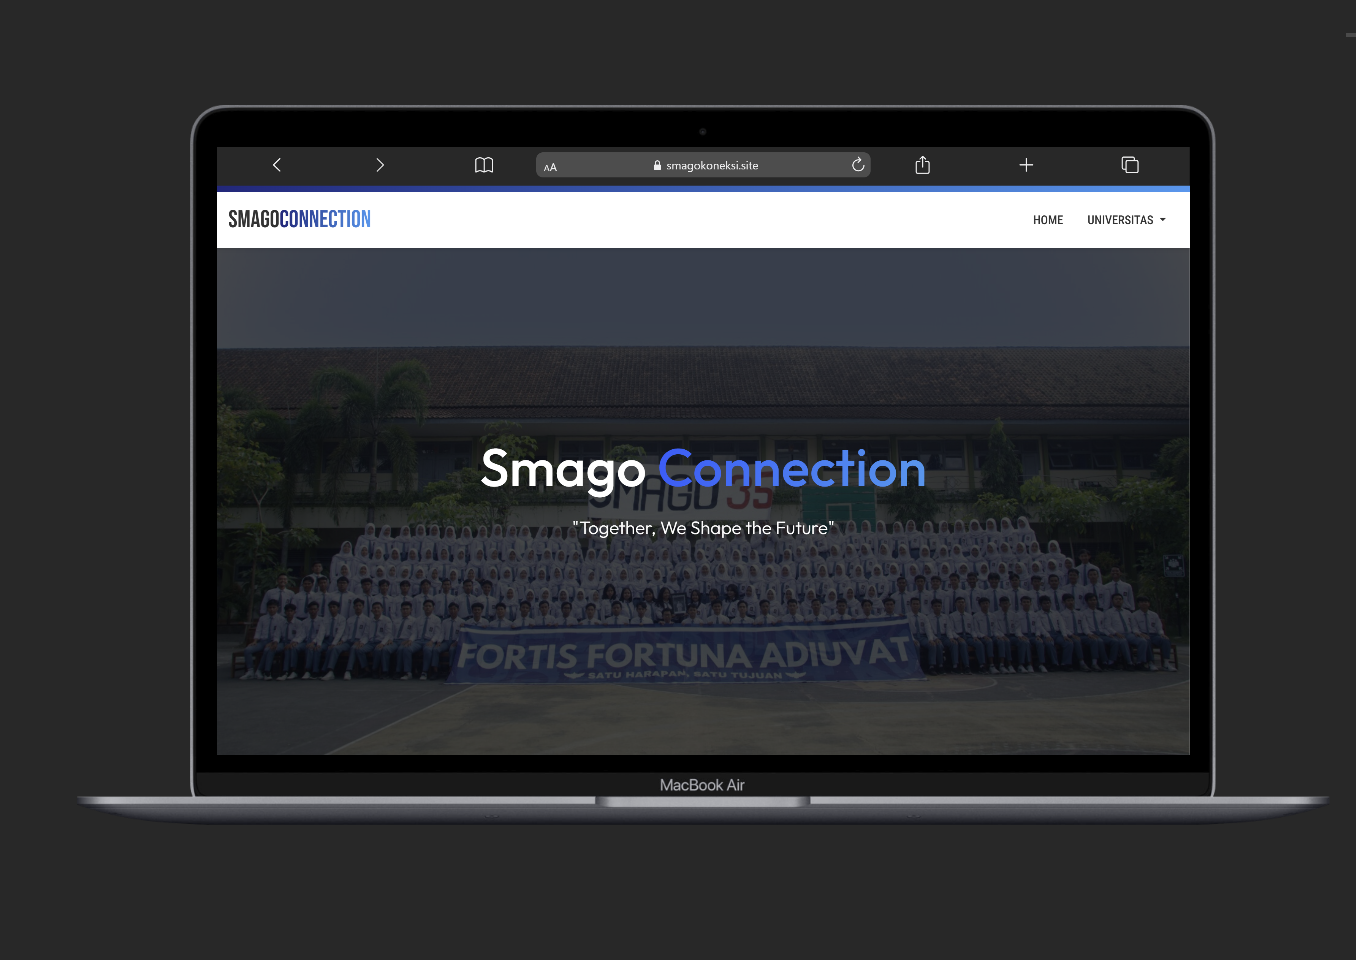 AA smagokoneksi.site
SMAGOCONNECTION HOME UNIVERSITAS
Smago Connection
SMAGO 35
"Together, We Shape the Future"
FORTIS FORTUNA ADIUVAT
SATU HARAPAN, SATU TUJUAN
MacBook Air